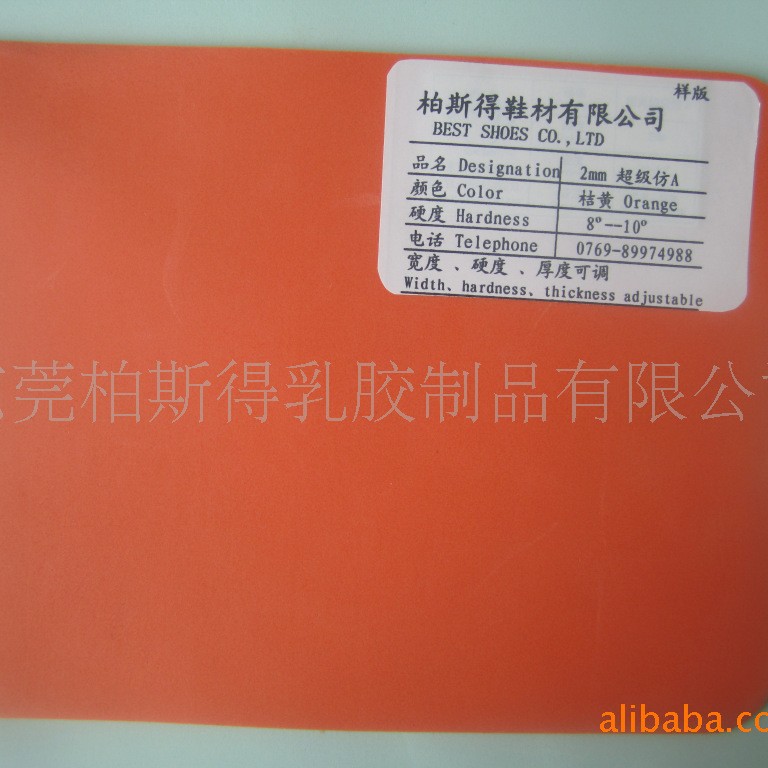 样版
柏斯得鞋材有限公司
BEST SHOES CO.,LTD
品名 Designation 2mm 超级仿A
颜色 Color 桔黄 Orange
硬度 Hardness 8°--10°
电话 Telephone 0769-89974988
宽度、硬度、厚度可调
Width、hardness、thickness adjustable
莞柏斯得乳胶制品有限公
alibaba.co